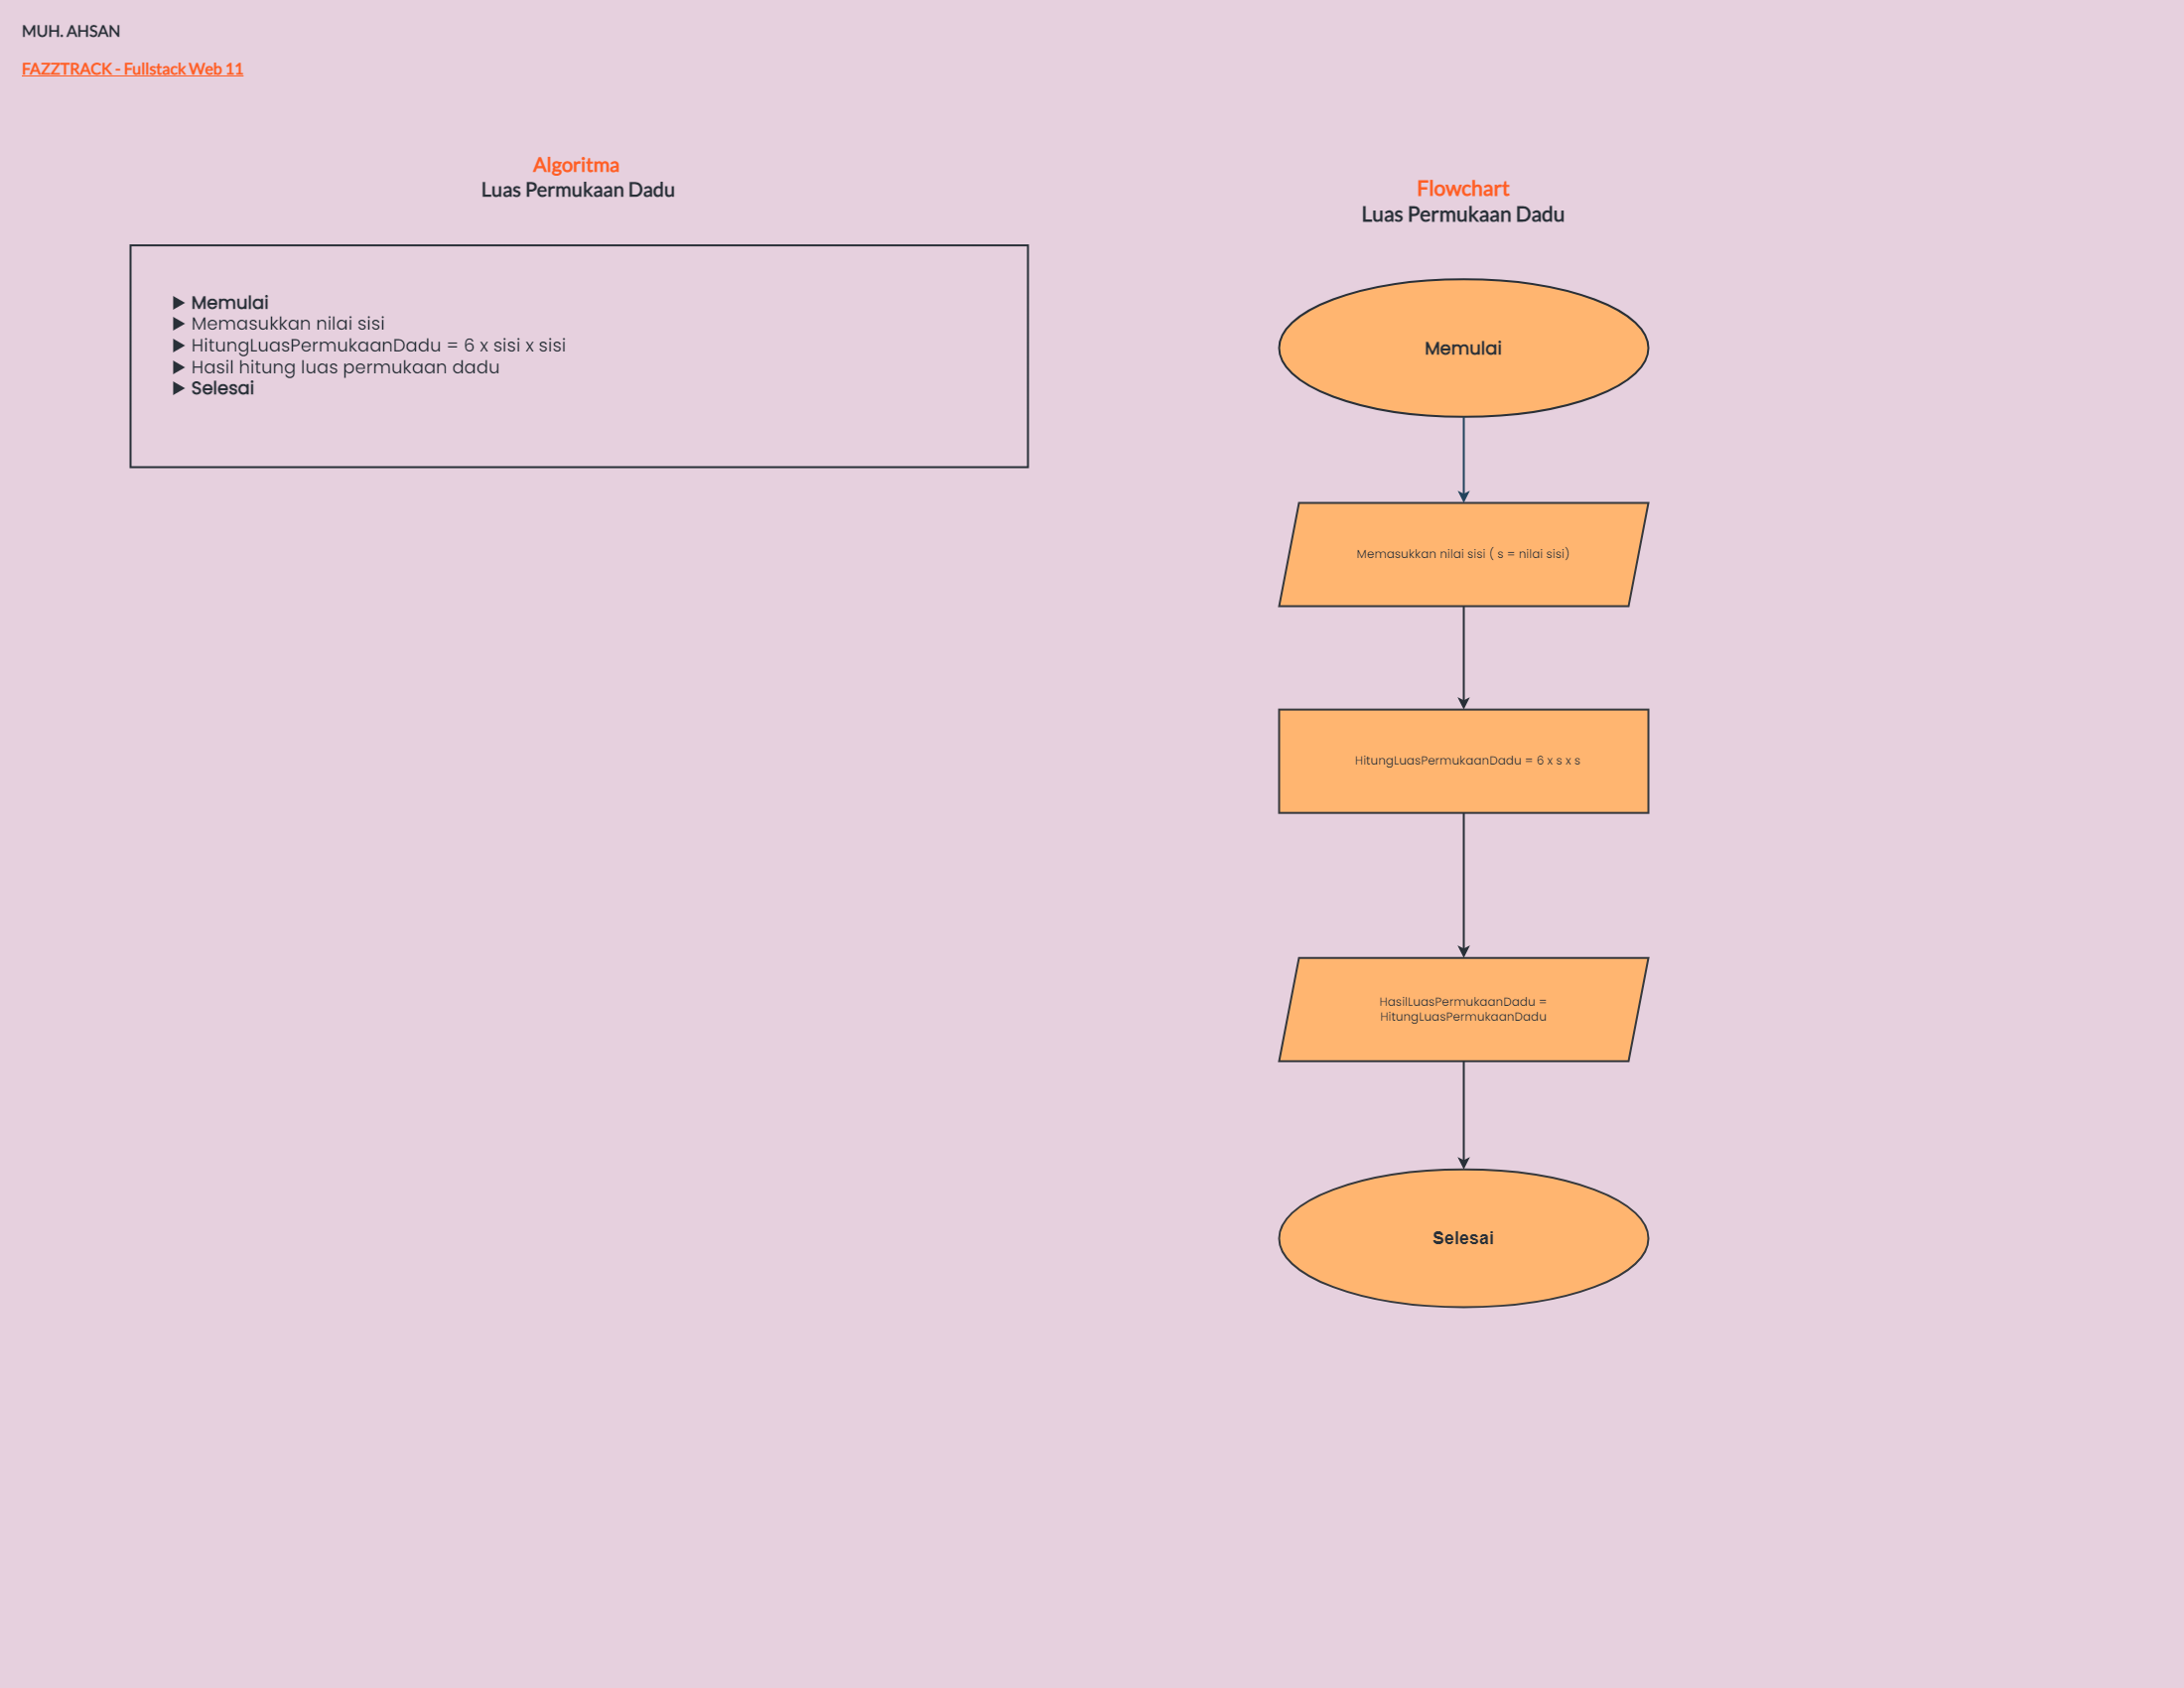 MUH. AHSAN
FAZZTRACK - Fullstack Web 11
Algoritma
Luas Permukaan Dadu
▶ Memulai
▶ Memasukkan nilai sisi
▶ HitungLuasPermukaanDadu = 6 x sisi x sisi
▶ Hasil hitung luas permukaan dadu
▶ Selesai
Flowchart
Luas Permukaan Dadu
Memulai
Memasukkan nilai sisi ( s = nilai sisi)
HitungLuasPermukaanDadu = 6 x s x s
HasilLuasPermukaanDadu =
HitungLuasPermukaanDadu
Selesai